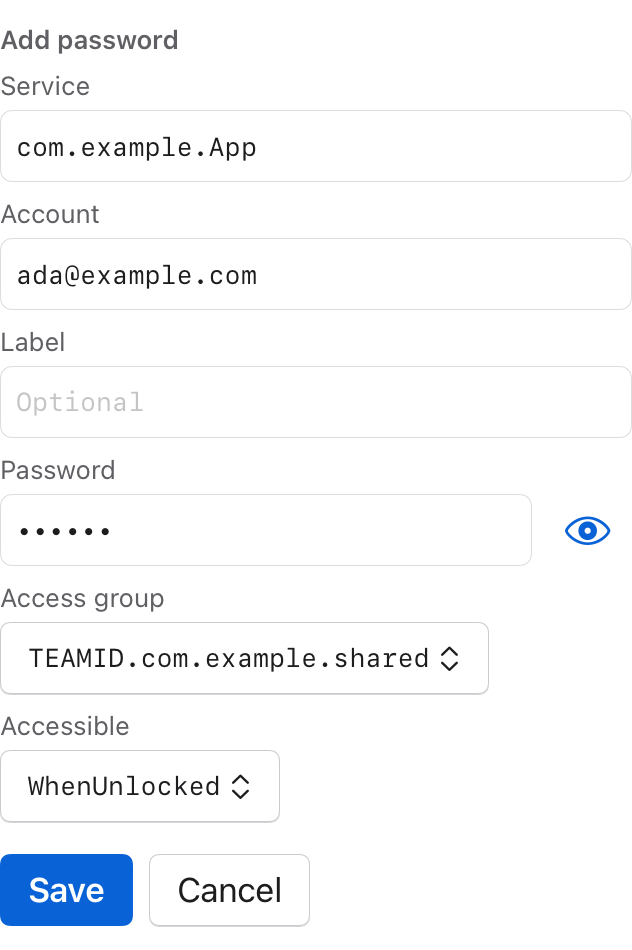 Add password
Service
com.example.App
Account
ada@example.com
Label
Optional
Password
••••••
Access group
TEAMID.com.example.shared
Accessible
WhenUnlocked
Save Cancel